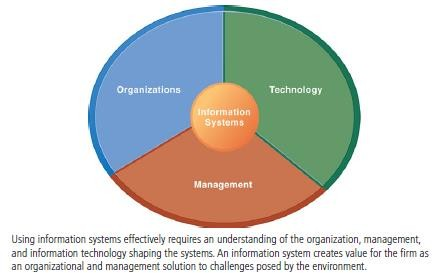 Organizations
Technology
Information
Systems
Management
Using information systems effectively requires an understanding of the organization, management,
and information technology shaping the systems. An information system creates value for the firm as
an organizational and management solution to challenges posed by the environment.